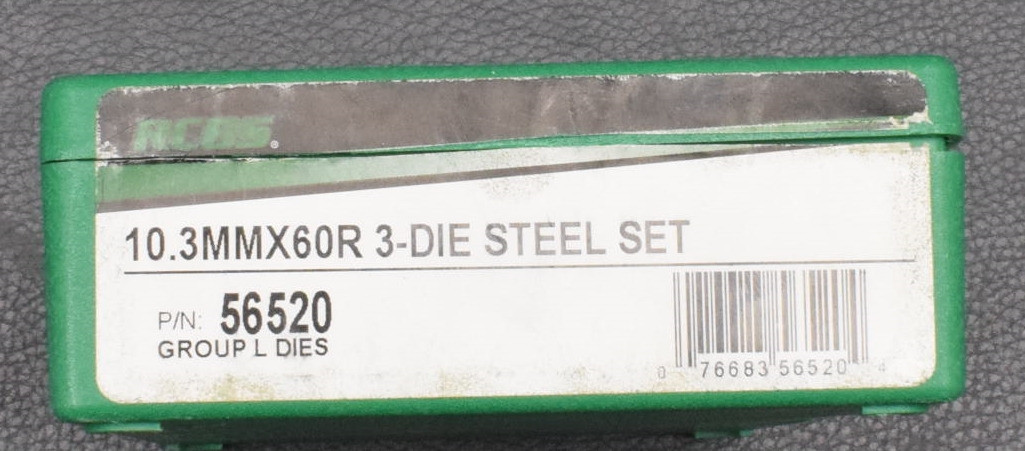 RCBS®
10.3MMX60R 3-DIE STEEL SET
P/N: 56520
GROUP L DIES
0 76683 56520 4